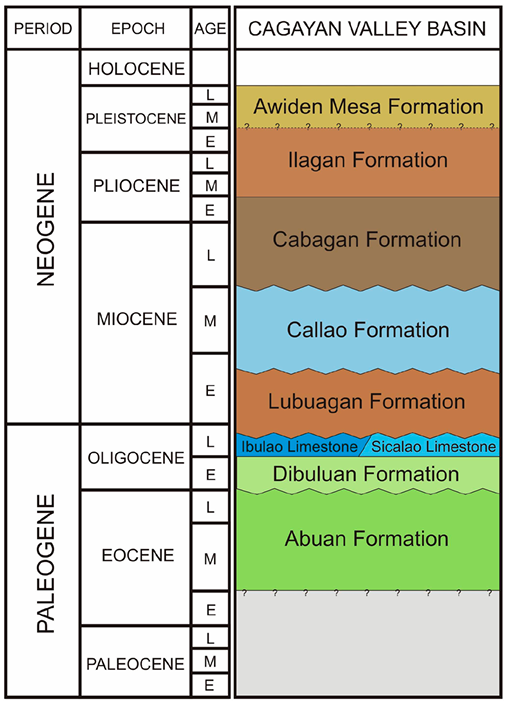 PERIOD EPOCH AGE CAGAYAN VALLEY BASIN
NEOGENE
HOLOCENE
PLEISTOCENE
L
M
E
PLIOCENE
L
M
E
MIOCENE
L
M
E
PALEOGENE
OLIGOCENE
L
E
EOCENE
L
M
E
PALEOCENE
L
M
E
Awiden Mesa Formation
? ? ? ? ? ? ? ? ?
Ilagan Formation
Cabagan Formation
Callao Formation
Lubuagan Formation
Ibulao Limestone Sicalao Limestone
Dibuluan Formation
Abuan Formation
? ? ? ? ? ? ? ? ?